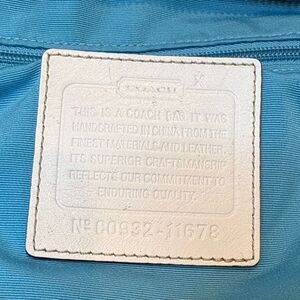 COACH
THIS IS A COACH BAG. IT WAS
HANDCRAFTED IN CHINA FROM THE
FINEST MATERIALS AND LEATHER.
ITS SUPERIOR CRAFTSMANSHIP
REFLECTS OUR COMMITMENT TO
ENDURING QUALITY.
Nº C0932-11678